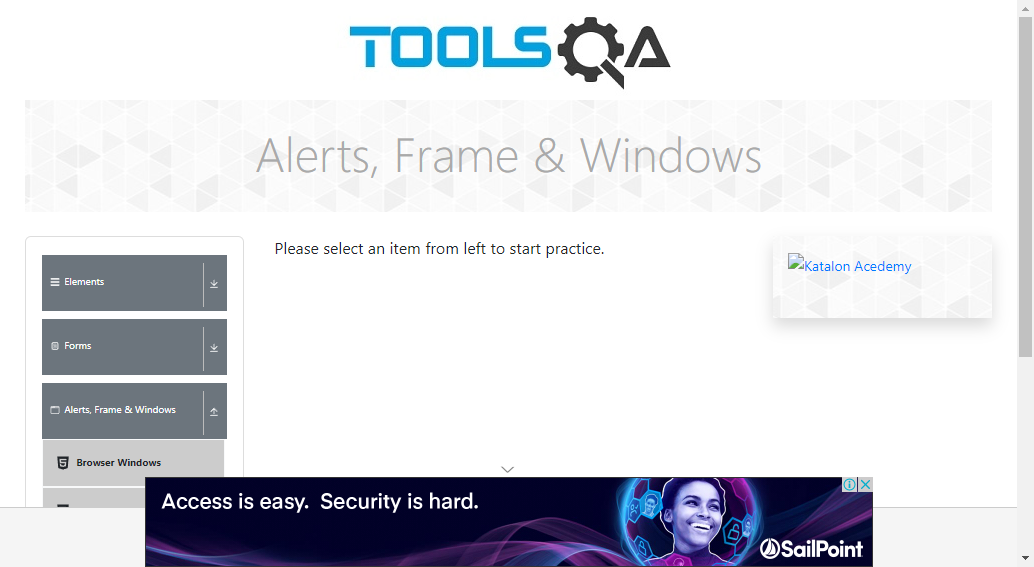 TOOLSQA
Alerts, Frame & Windows
Please select an item from left to start practice.
Katalon Acedemy
Elements
Forms
Alerts, Frame & Windows
Browser Windows
Access is easy. Security is hard.
SailPoint